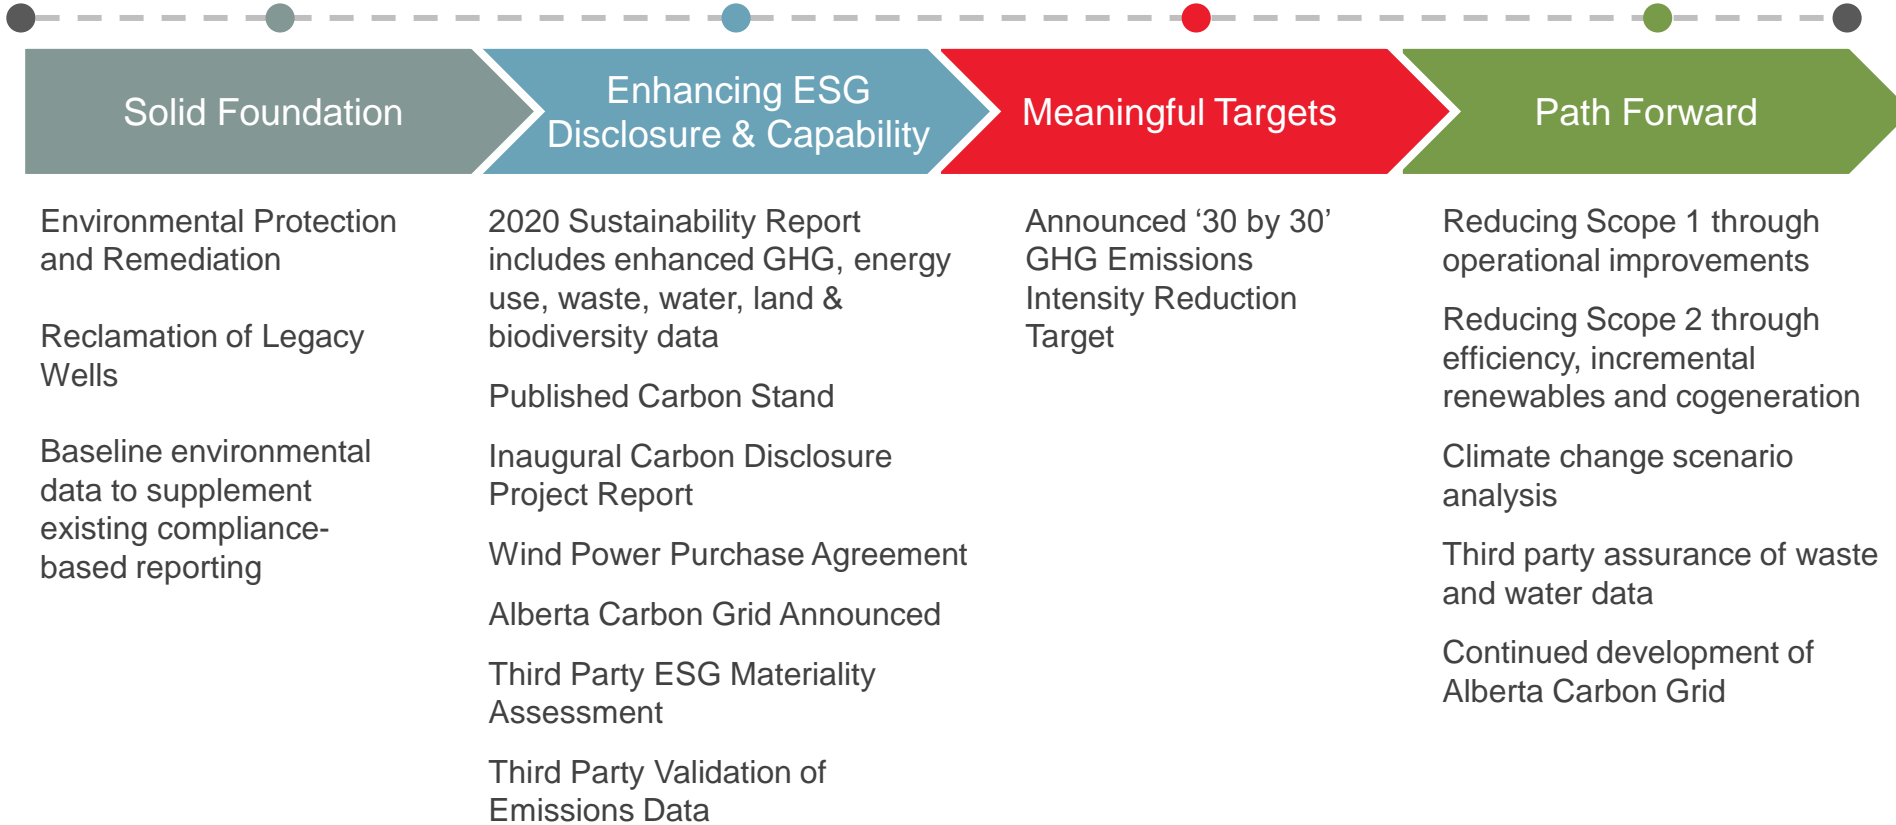 Solid Foundation
Enhancing ESG
Disclosure & Capability
Meaningful Targets
Path Forward
Environmental Protection
and Remediation
Reclamation of Legacy
Wells
Baseline environmental
data to supplement
existing compliance-
based reporting
2020 Sustainability Report
includes enhanced GHG, energy
use, waste, water, land &
biodiversity data
Published Carbon Stand
Inaugural Carbon Disclosure
Project Report
Wind Power Purchase Agreement
Alberta Carbon Grid Announced
Third Party ESG Materiality
Assessment
Third Party Validation of
Emissions Data
Announced ‘30 by 30’
GHG Emissions
Intensity Reduction
Target
Reducing Scope 1 through
operational improvements
Reducing Scope 2 through
efficiency, incremental
renewables and cogeneration
Climate change scenario
analysis
Third party assurance of waste
and water data
Continued development of
Alberta Carbon Grid